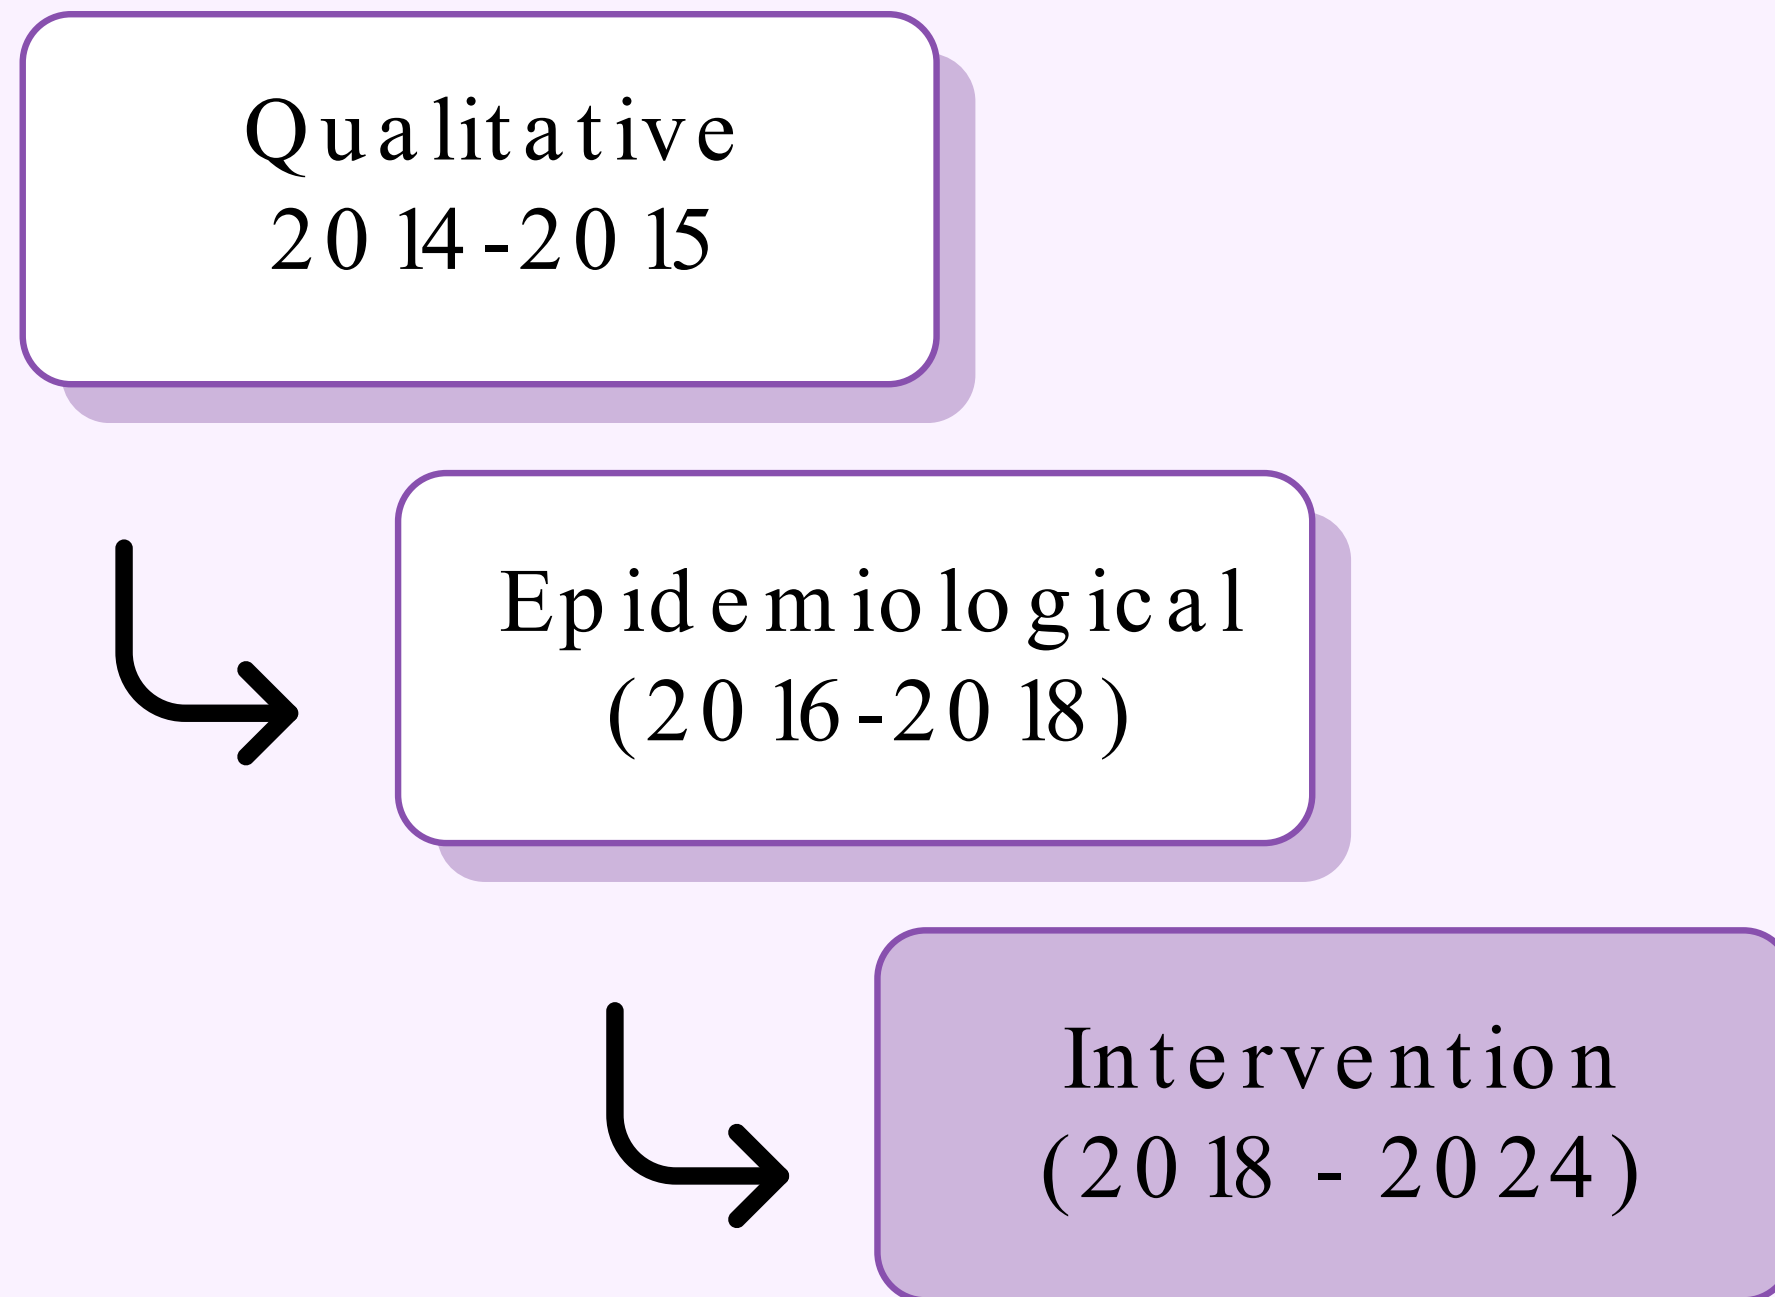 Qualitative
2014-2015
Epidemiological
(2016-2018)
Intervention
(2018 - 2024)